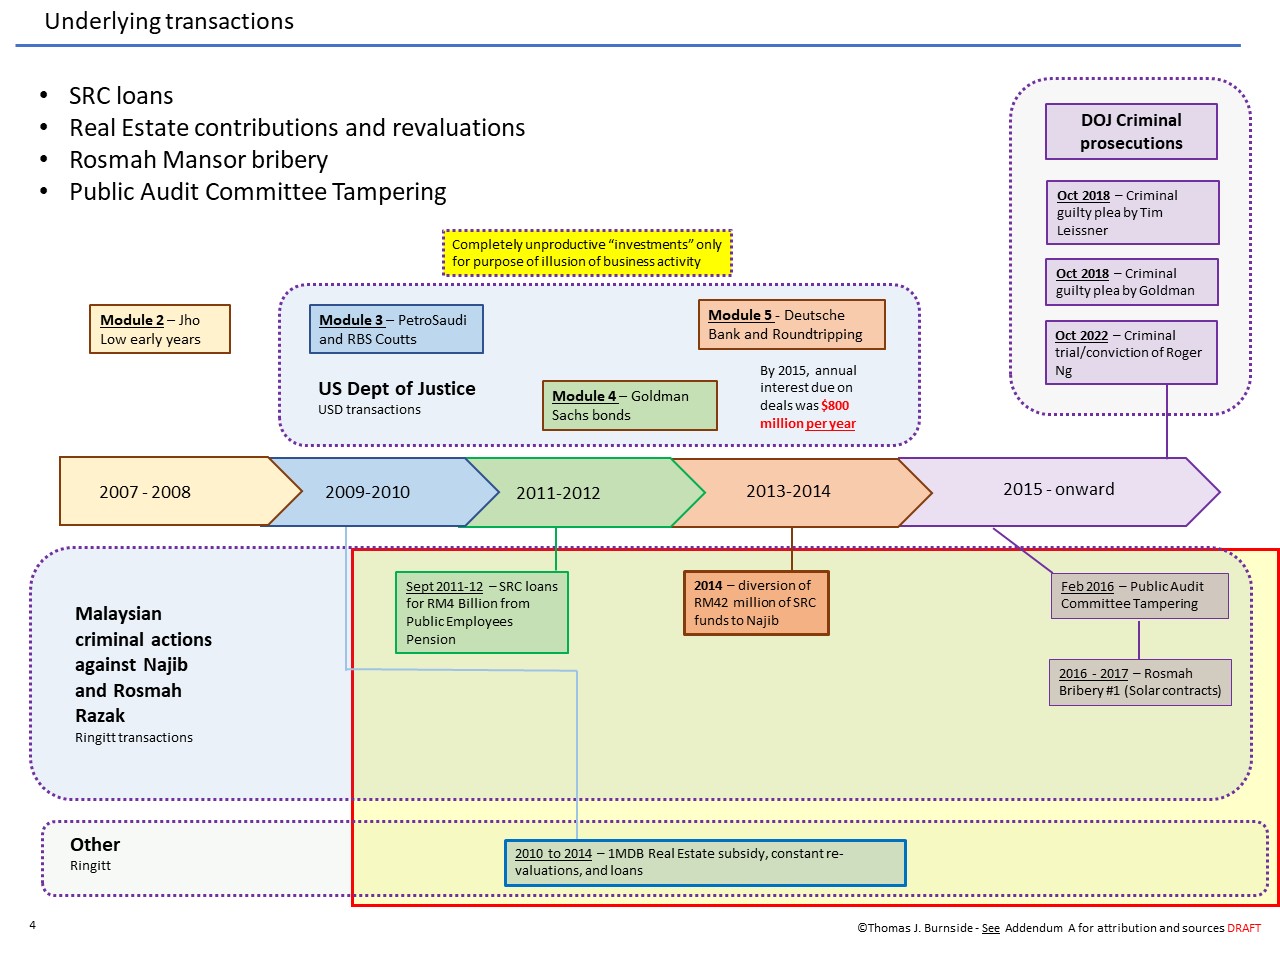 Underlying transactions
• SRC loans
• Real Estate contributions and revaluations
• Rosmah Mansor bribery
• Public Audit Committee Tampering
DOJ Criminal
prosecutions
Oct 2018 – Criminal
guilty plea by Tim
Leissner
Oct 2018 – Criminal
guilty plea by Goldman
Oct 2022 – Criminal
trial/conviction of Roger
Ng
Completely unproductive “investments” only
for purpose of illusion of business activity
Module 2 – Jho
Low early years
Module 3 – PetroSaudi
and RBS Coutts
Module 5 - Deutsche
Bank and Roundtripping
US Dept of Justice
USD transactions
Module 4 – Goldman
Sachs bonds
By 2015, annual
interest due on
deals was $800
million per year
2007 - 2008
2009-2010
2011-2012
2013-2014
2015 - onward
Malaysian
criminal actions
against Najib
and Rosmah
Razak
Ringitt transactions
Sept 2011-12 – SRC loans
for RM4 Billion from
Public Employees
Pension
2014 – diversion of
RM42 million of SRC
funds to Najib
Feb 2016 – Public Audit
Committee Tampering
2016 - 2017 – Rosmah
Bribery #1 (Solar contracts)
Other
Ringitt
2010 to 2014 – 1MDB Real Estate subsidy, constant re-
valuations, and loans
4
©Thomas J. Burnside - See Addendum A for attribution and sources DRAFT